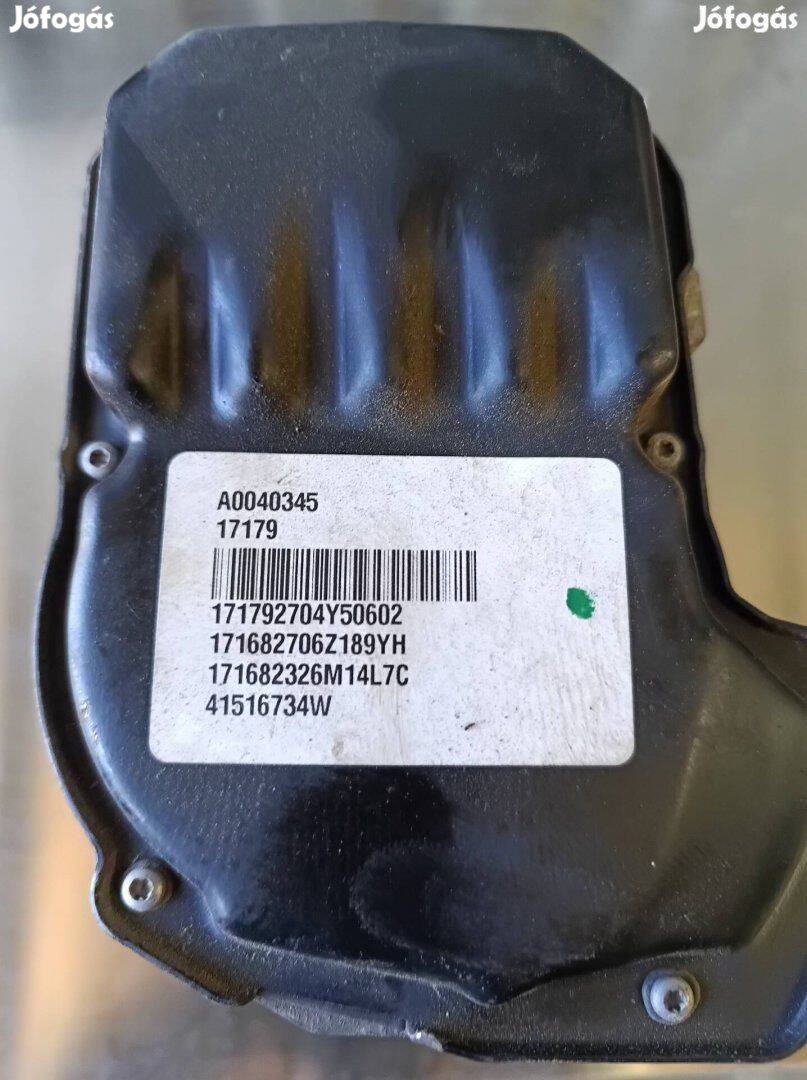 Jófogás Jófogás
A0040345
17179
171792704Y50602
171682706Z189YH
171682326M14L7C
41516734W